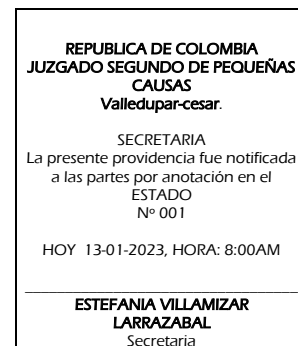 REPUBLICA DE COLOMBIA
JUZGADO SEGUNDO DE PEQUEÑAS
CAUSAS
Valledupar-cesar.
SECRETARIA
La presente providencia fue notificada
a las partes por anotación en el
ESTADO
Nº 001
HOY 13-01-2023, HORA: 8:00AM
ESTEFANIA VILLAMIZAR
LARRAZABAL
Secretaria